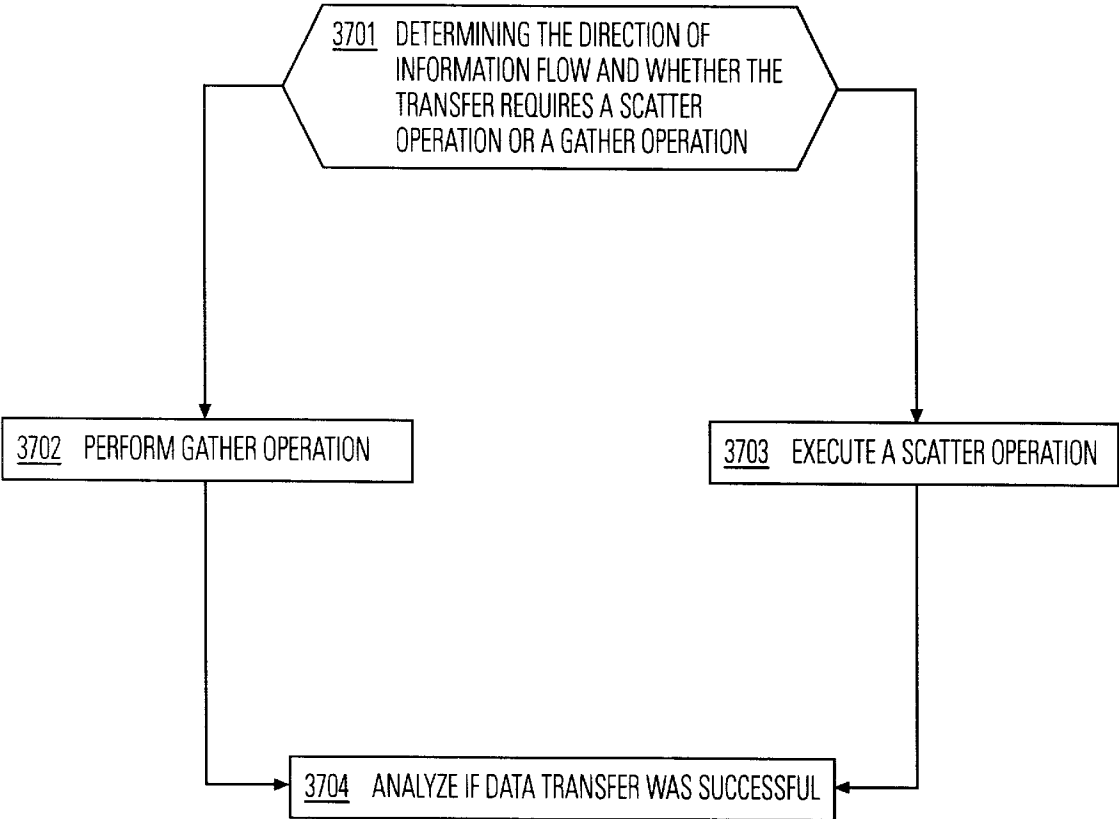 3701 DETERMINING THE DIRECTION OF
INFORMATION FLOW AND WHETHER THE
TRANSFER REQUIRES A SCATTER
OPERATION OR A GATHER OPERATION
3702 PERFORM GATHER OPERATION
3703 EXECUTE A SCATTER OPERATION
3704 ANALYZE IF DATA TRANSFER WAS SUCCESSFUL